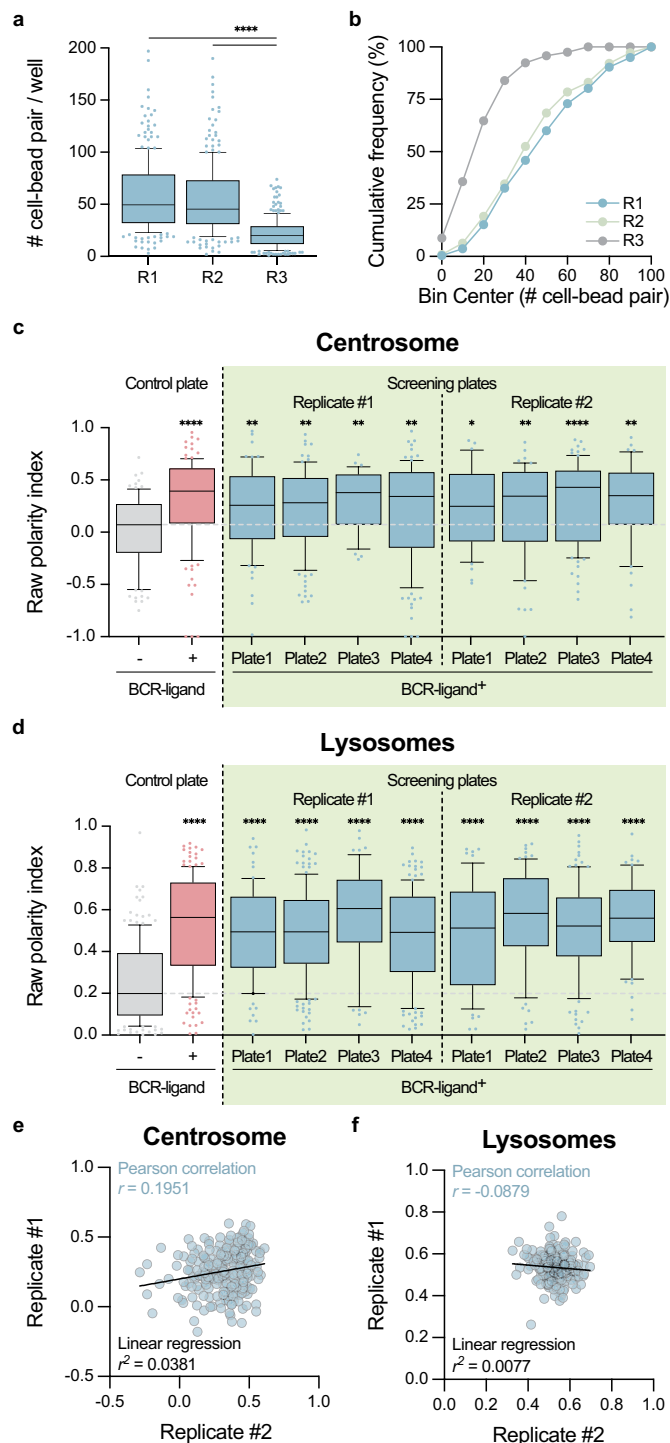 a
****
# cell-bead pair / well
200
150
100
50
0
R1 R2 R3
b
Cumulative frequency (%)
100
75
50
25
0
R1
R2
R3
0 20 40 60 80 100
Bin Center (# cell-bead pair)
c
Centrosome
Control plate Screening plates
Replicate #1 Replicate #2
**** ** ** ** ** * ** **** **
Raw polarity index
1.0
0.5
0.0
-0.5
-1.0
- + Plate1 Plate2 Plate3 Plate4 Plate1 Plate2 Plate3 Plate4
BCR-ligand BCR-ligand+
d
Lysosomes
Control plate Screening plates
Replicate #1 Replicate #2
**** **** **** **** **** **** **** **** ****
Raw polarity index
1.0
0.8
0.6
0.4
0.2
0.0
- + Plate1 Plate2 Plate3 Plate4 Plate1 Plate2 Plate3 Plate4
BCR-ligand BCR-ligand+
e
Centrosome
Pearson correlation
r = 0.1951
Replicate #1
1.0
0.5
0.0
-0.5
Linear regression
r² = 0.0381
-0.5 0.0 0.5 1.0
Replicate #2
f
Lysosomes
Pearson correlation
r = -0.0879
Replicate #1
1.0
0.8
0.6
0.4
0.2
0.0
Linear regression
r² = 0.0077
0.0 0.2 0.4 0.6 0.8 1.0
Replicate #2